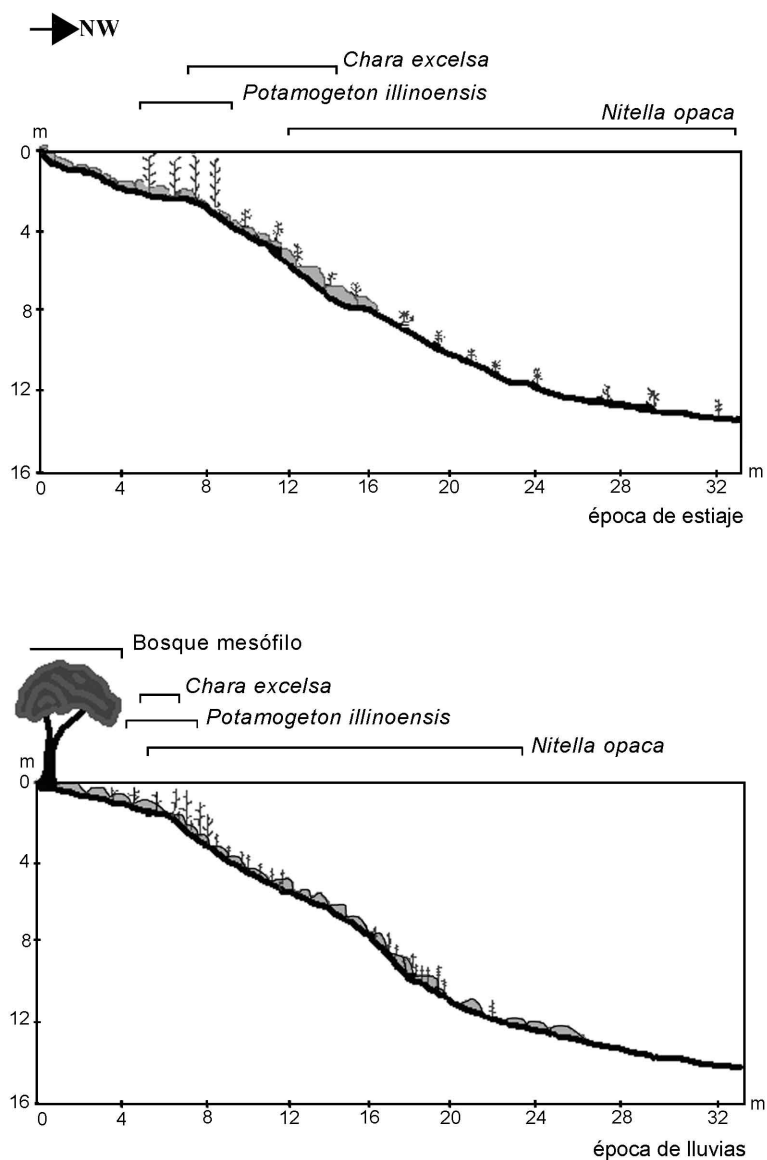 NW
Chara excelsa
Potamogeton illinoensis
Nitella opaca
m
0
4
8
12
16
0 4 8 12 16 20 24 28 32 m
época de estiaje
Bosque mesófilo
Chara excelsa
Potamogeton illinoensis
Nitella opaca
m
0
4
8
12
16
0 4 8 12 16 20 24 28 32 m
época de lluvias